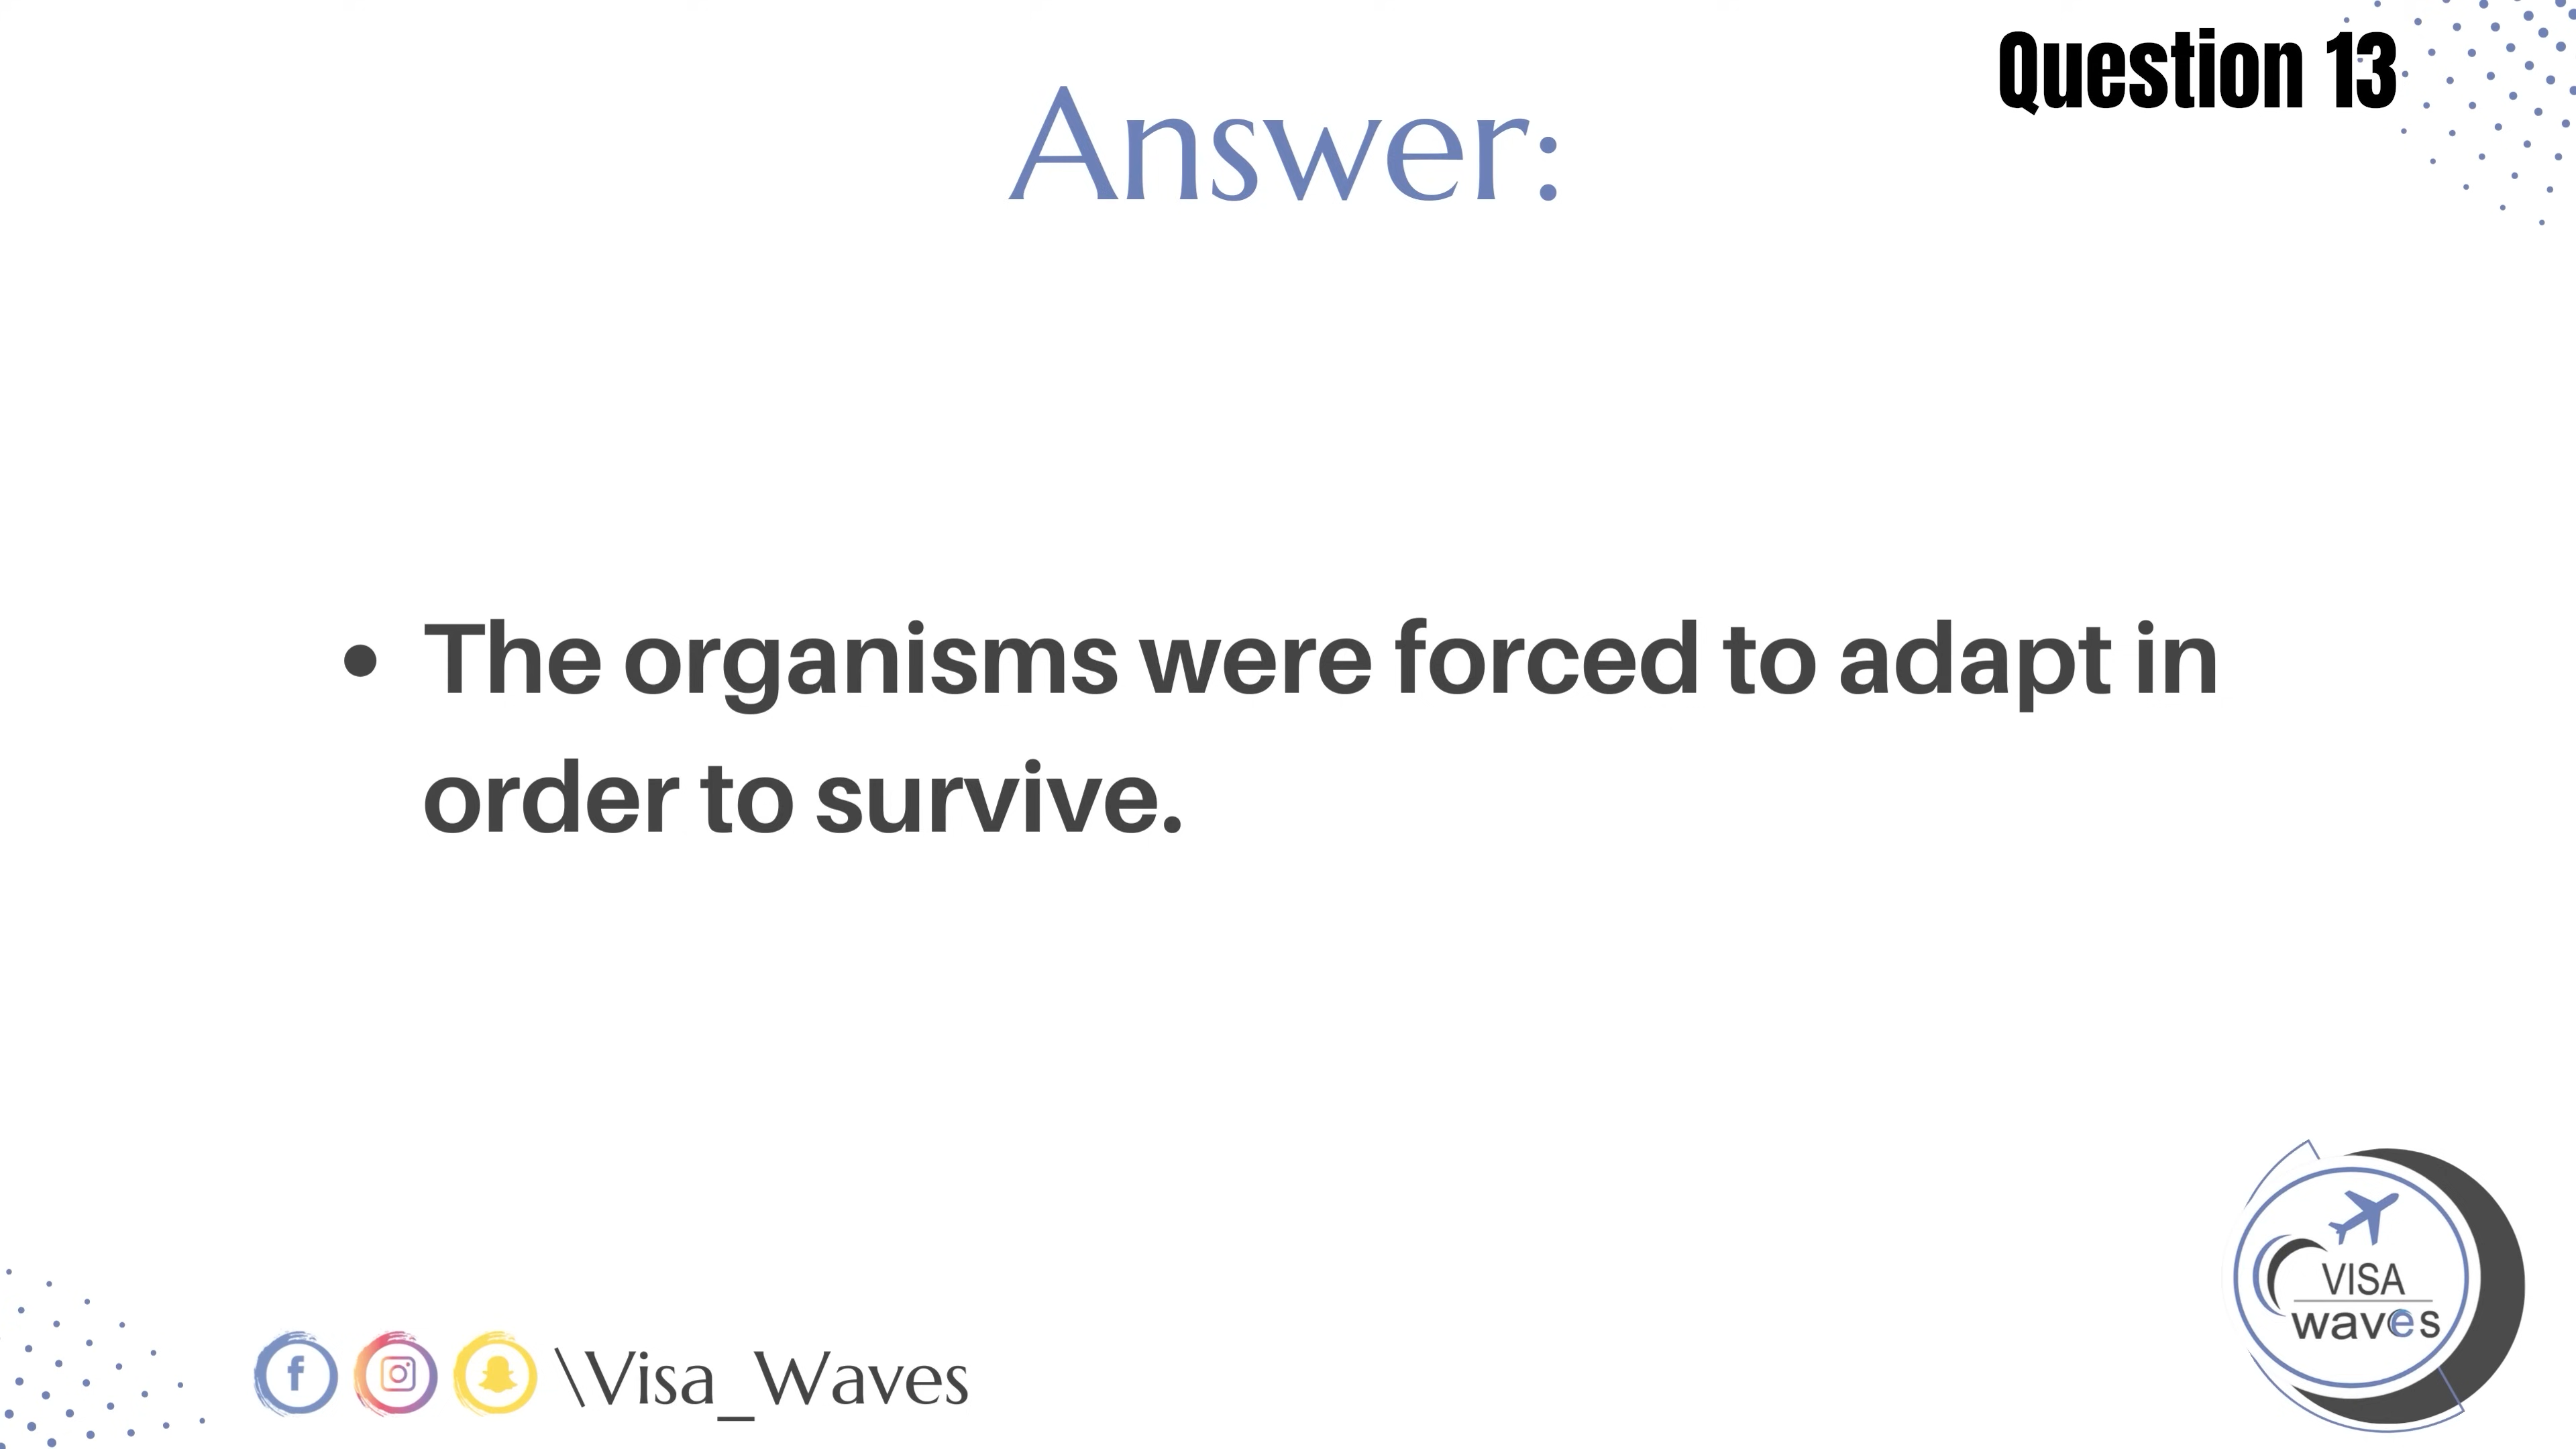 Question 13
Answer:
• The organisms were forced to adapt in
order to survive.
\Visa_Waves
VISA
waves